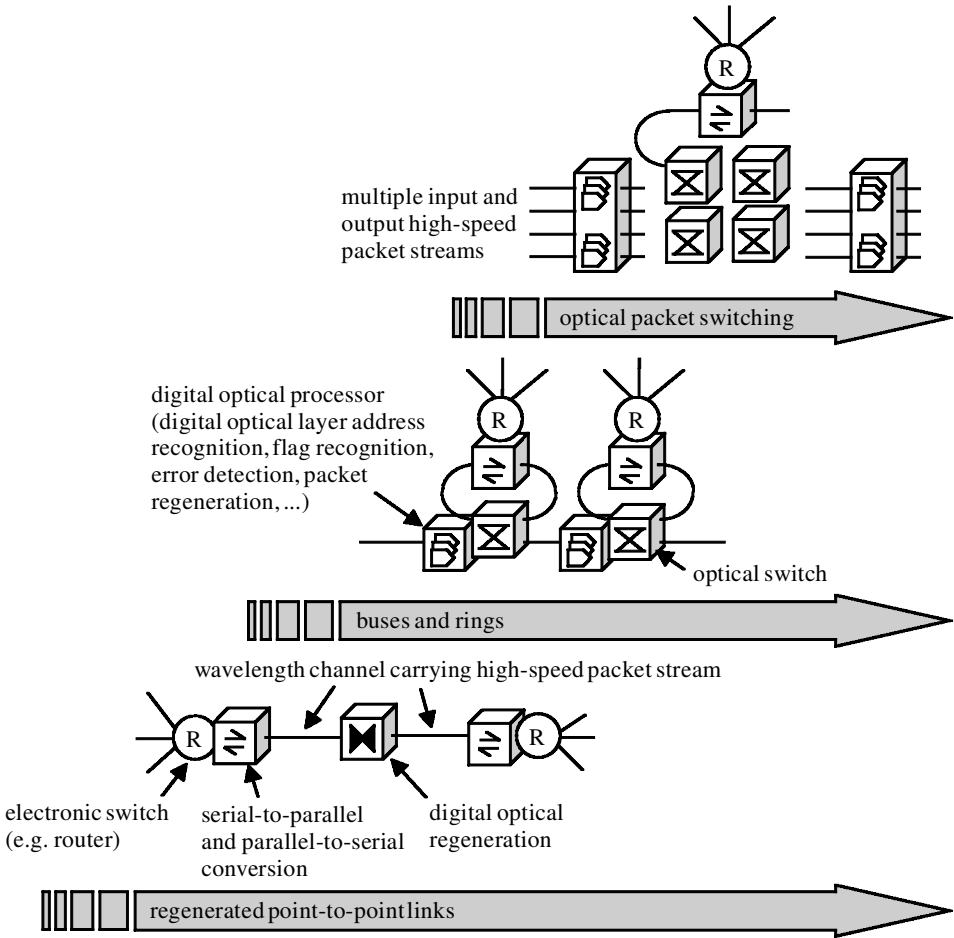 R
multiple input and
output high-speed
packet streams
optical packet switching
digital optical processor
(digital optical layer address
recognition, flag recognition,
error detection, packet
regeneration, ...)
R
R
optical switch
buses and rings
wavelength channel carrying high-speed packet stream
R
R
electronic switch
(e.g. router)
serial-to-parallel
and parallel-to-serial
conversion
digital optical
regeneration
regenerated point-to-point links